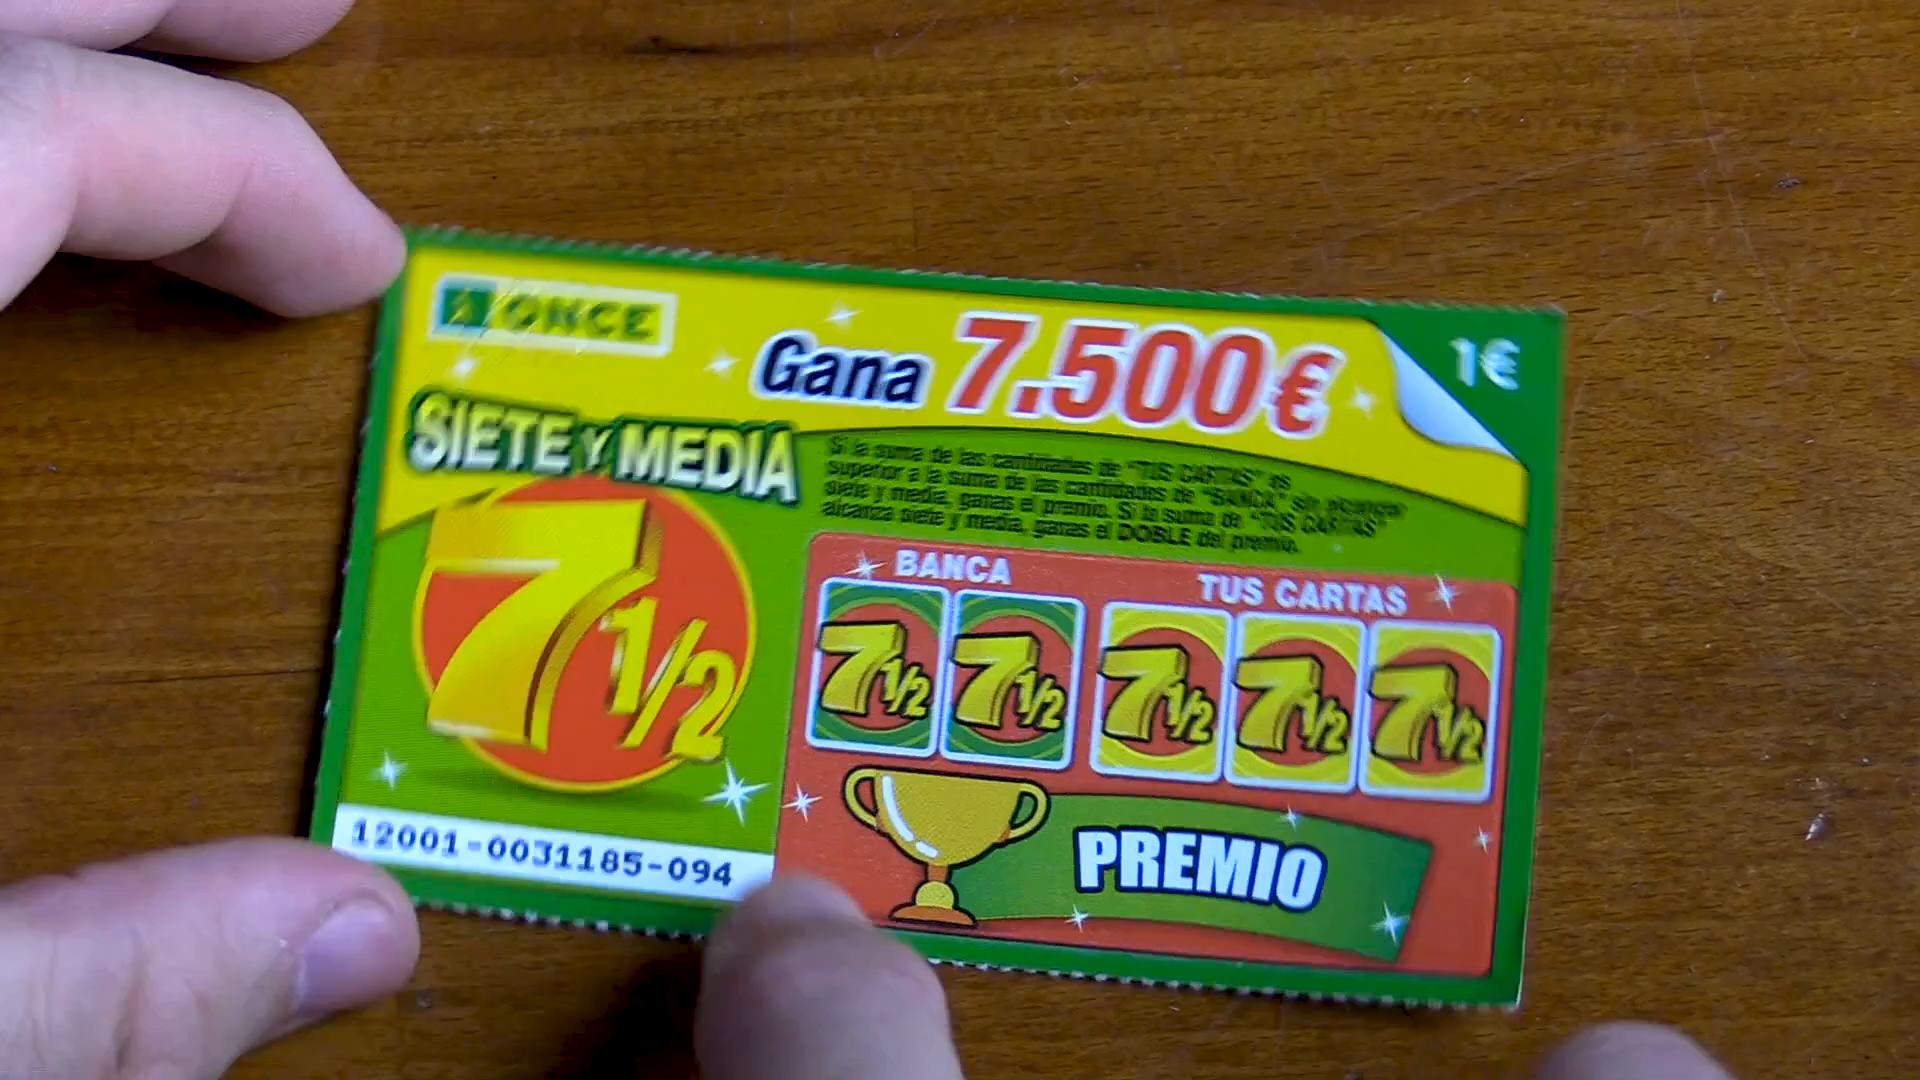 ONCE
Gana 7.500€
1€
SIETE Y MEDIA
Si la suma de las cantidades de "TUS CARTAS" es
superior a la suma de las cantidades de "BANCA" sin alcanzar
siete y media, ganas el premio. Si la suma de "TUS CARTAS"
alcanza siete y media, ganas el DOBLE del premio.
7 1/2
BANCA
TUS CARTAS
7 1/2 7 1/2 7 1/2 7 1/2 7 1/2
PREMIO
12001-0031185-094